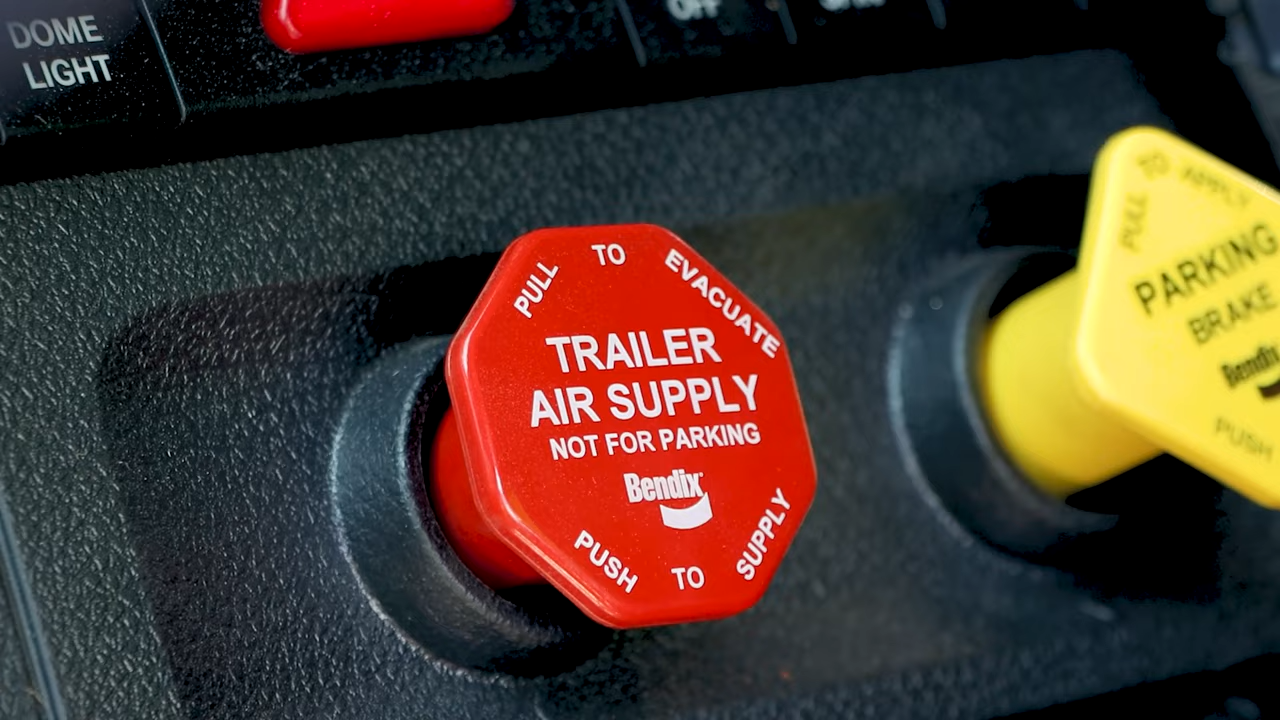 DOME
LIGHT
OFF
PULL TO EVACUATE
TRAILER
AIR SUPPLY
NOT FOR PARKING
Bendix
PUSH TO SUPPLY
PULL TO APPLY
PARKING
BRAKE
Bendix
PUSH